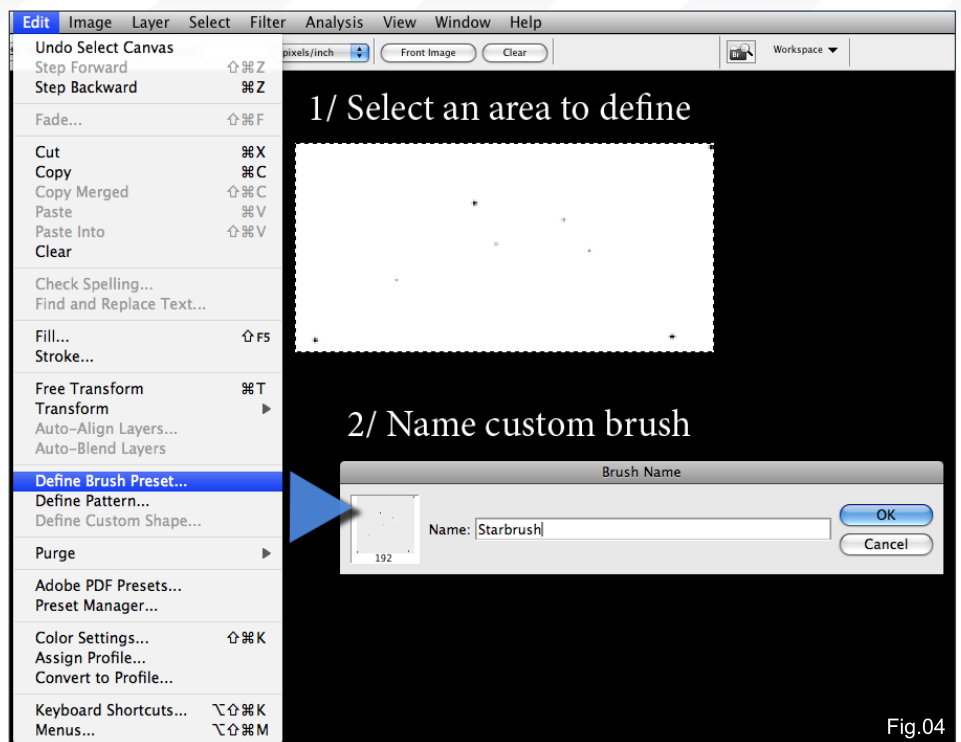 Edit Image Layer Select Filter Analysis View Window Help
pixels/inch Front Image Clear Br Workspace ▼
Undo Select Canvas
Step Forward ⇧⌘Z
Step Backward ⌘Z
Fade... ⇧⌘F
Cut ⌘X
Copy ⌘C
Copy Merged ⇧⌘C
Paste ⌘V
Paste Into ⇧⌘V
Clear
Check Spelling...
Find and Replace Text...
Fill... ⇧F5
Stroke...
Free Transform ⌘T
Transform ▶
Auto-Align Layers...
Auto-Blend Layers
Define Brush Preset...
Define Pattern...
Define Custom Shape...
Purge ▶
Adobe PDF Presets...
Preset Manager...
Color Settings... ⇧⌘K
Assign Profile...
Convert to Profile...
Keyboard Shortcuts... ⌥⇧⌘K
Menus... ⌥⇧⌘M
1/ Select an area to define
2/ Name custom brush
Brush Name
192
Name: Starbrush
OK
Cancel
Fig.04